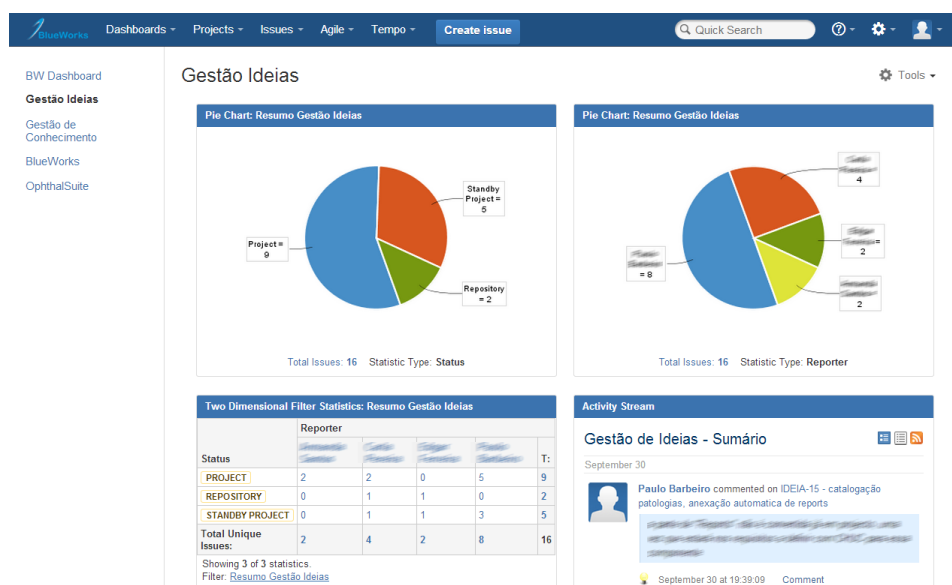 BlueWorks
Dashboards Projects Issues Agile Tempo Create issue Quick Search
BW Dashboard
Gestão Ideias
Gestão de
Conhecimento
BlueWorks
OphthalSuite
Gestão Ideias
Tools
Pie Chart: Resumo Gestão Ideias
Standby
Project =
5
Project =
9
Repository
= 2
Total Issues: 16 Statistic Type: Status
Pie Chart: Resumo Gestão Ideias
4
=
2
= 8
2
Total Issues: 16 Statistic Type: Reporter
Two Dimensional Filter Statistics: Resumo Gestão Ideias
Reporter
Status T:
PROJECT 2 2 0 5 9
REPOSITORY 0 1 1 0 2
STANDBY PROJECT 0 1 1 3 5
Total Unique
Issues: 2 4 2 8 16
Showing 3 of 3 statistics.
Filter: Resumo Gestão Ideias
Activity Stream
Gestão de Ideias - Sumário
September 30
Paulo Barbeiro commented on IDEIA-15 - catalogação
patologias, anexação automatica de reports
September 30 at 19:39:09 Comment